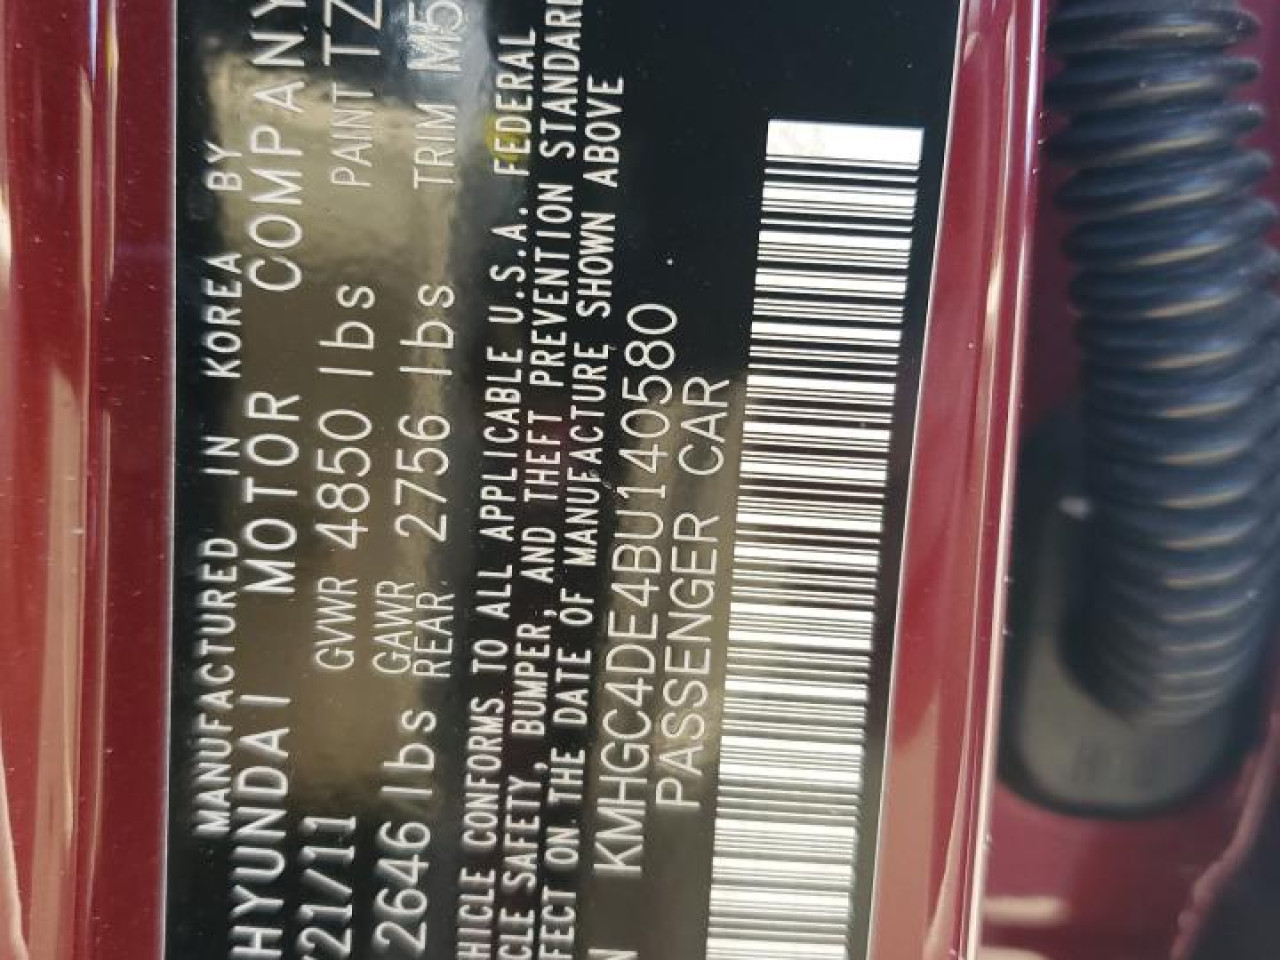 MANUFACTURED IN KOREA BY
HYUNDAI MOTOR COMPANY
21/11 GVWR 4850 lbs PAINT TZ
2646 lbs GAWR REAR 2756 lbs TRIM M5
HICLE CONFORMS TO ALL APPLICABLE U.S.A. FEDERAL
CLE SAFETY, BUMPER, AND THEFT PREVENTION STANDARD
FECT ON THE DATE OF MANUFACTURE SHOWN ABOVE
N KMHGC4DE4BU140580
PASSENGER CAR